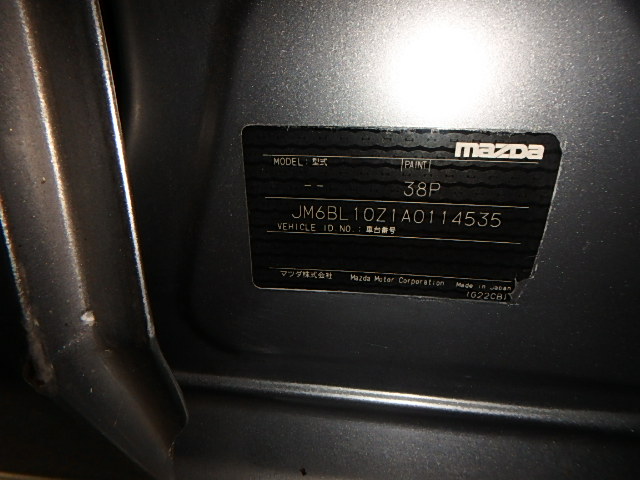 mazda
MODEL:型式 PAINT
-- 38P
JM6BL10Z1A0114535
VEHICLE ID NO.:車台番号
マツダ株式会社 Mazda Motor Corporation Made in Japan
(G22CB)